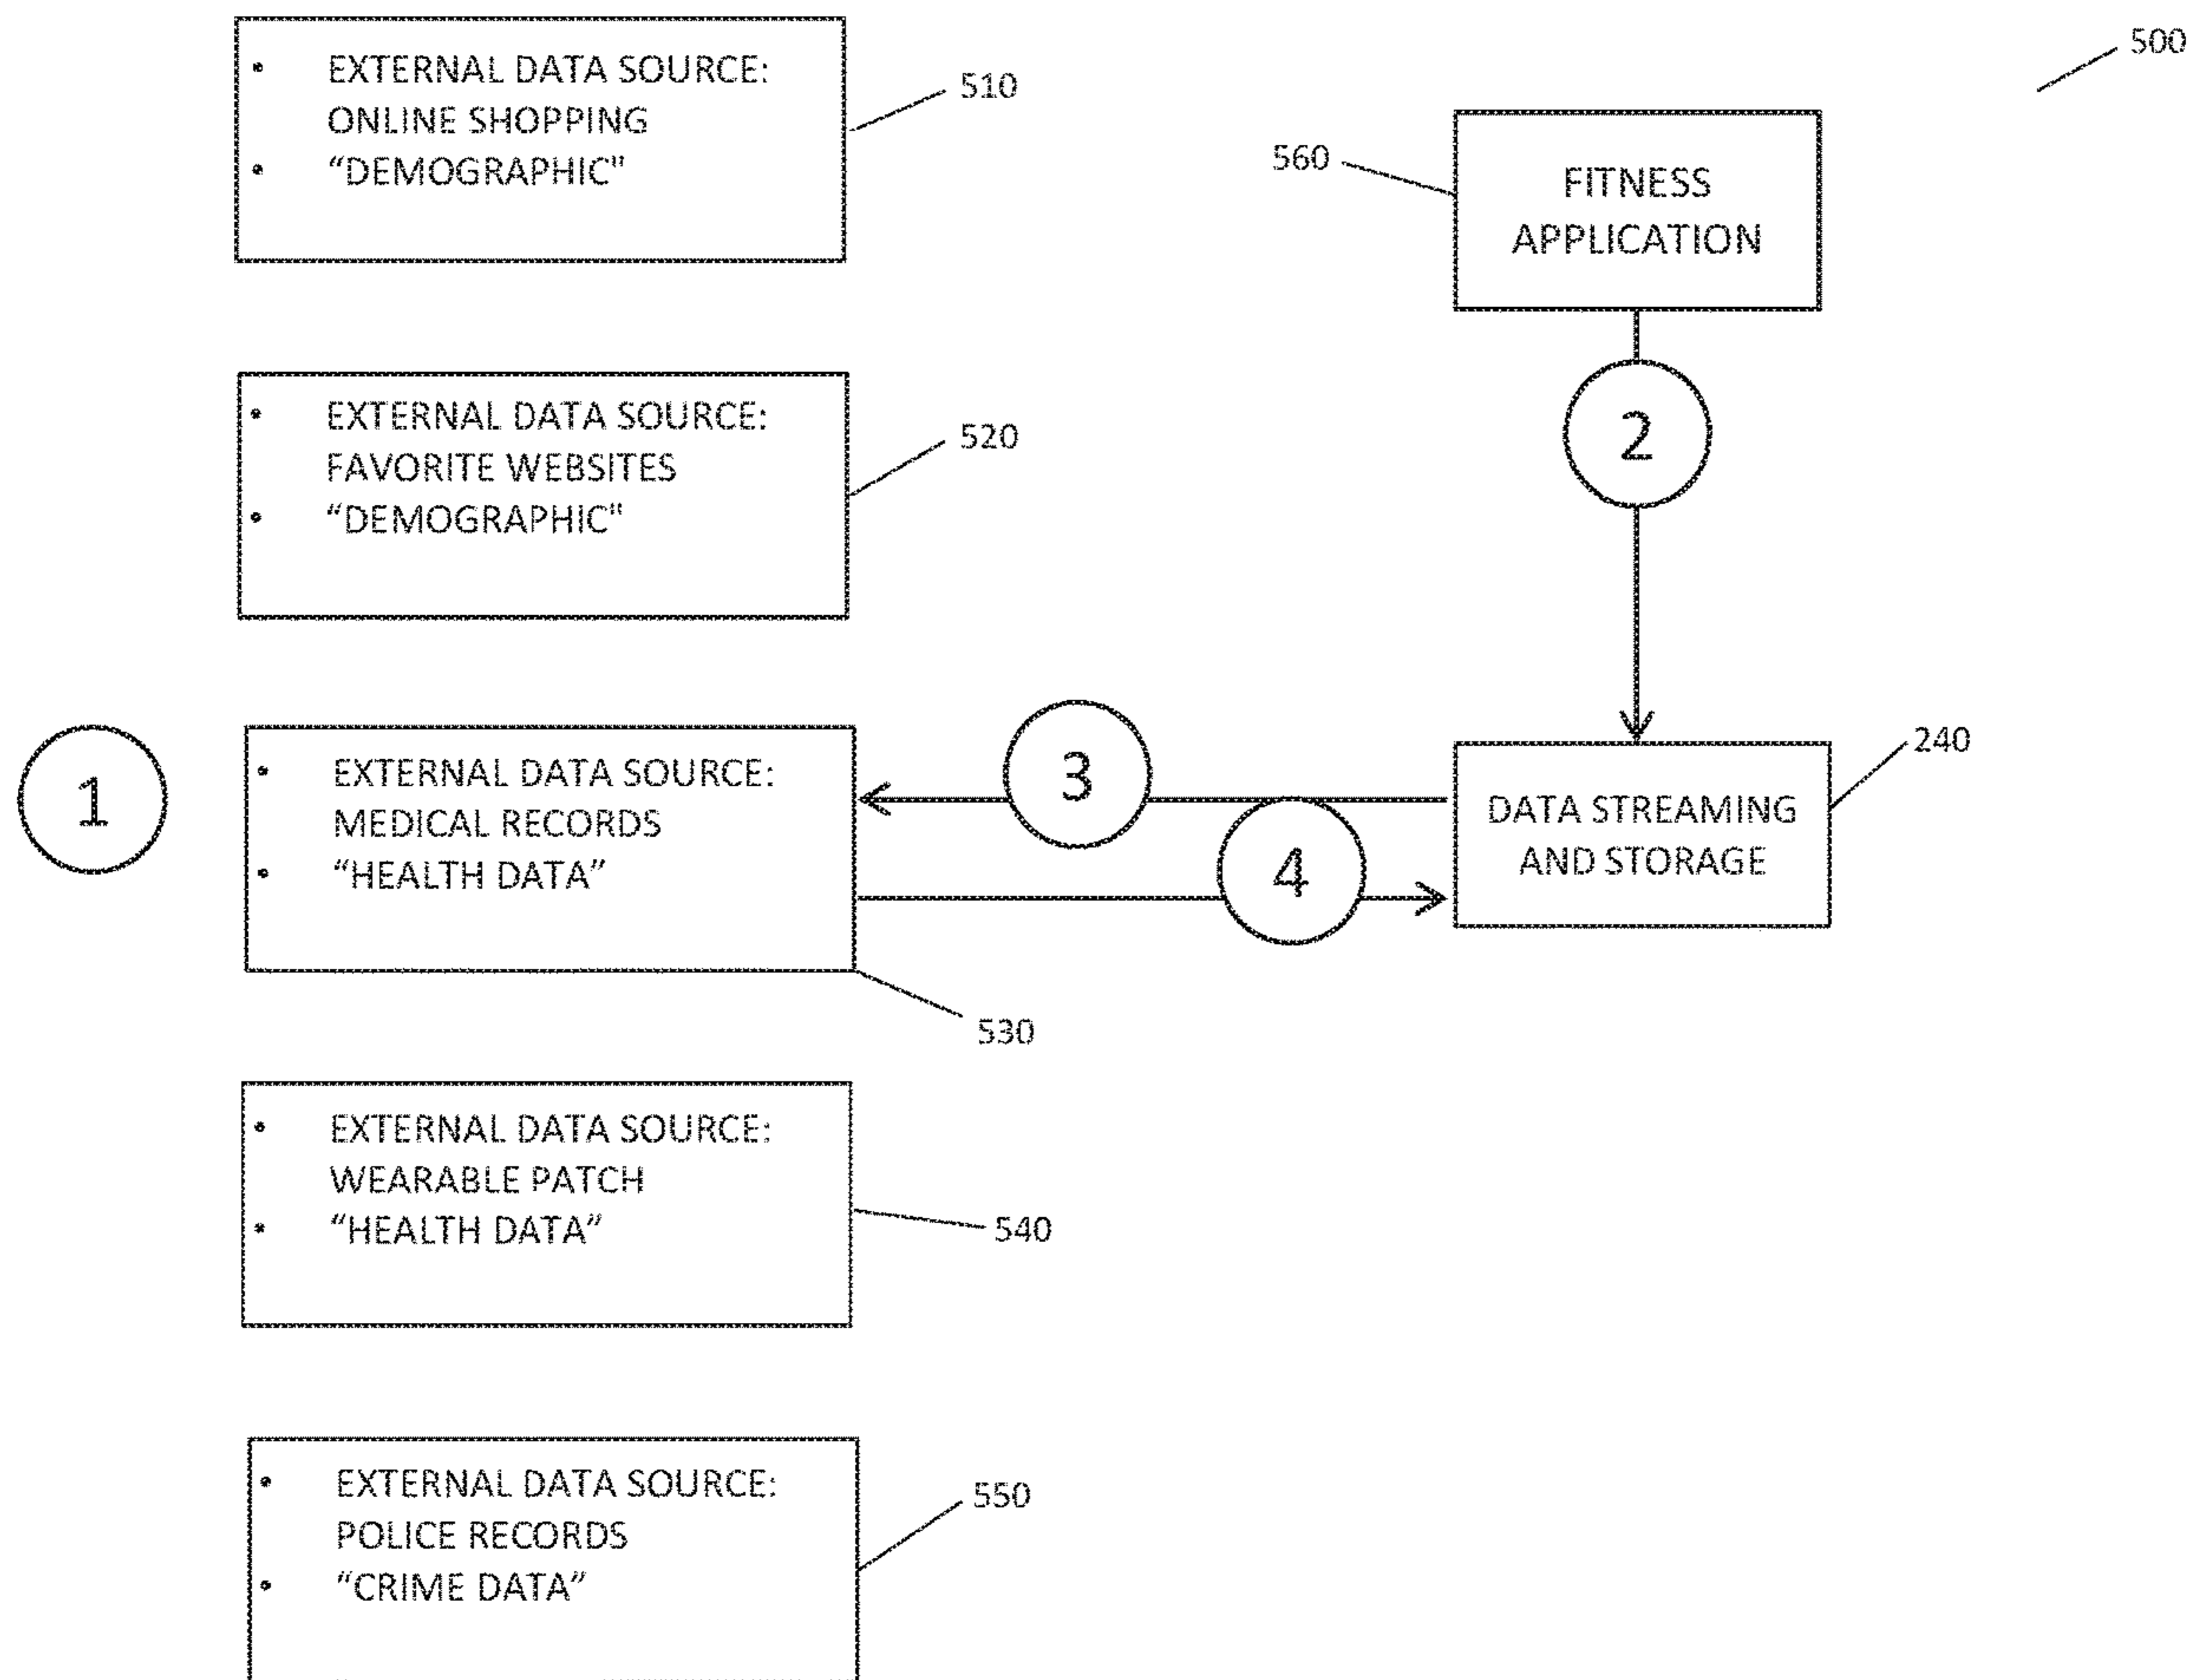 500
• EXTERNAL DATA SOURCE:
ONLINE SHOPPING
• “DEMOGRAPHIC"
510
560
FITNESS
APPLICATION
2
• EXTERNAL DATA SOURCE:
FAVORITE WEBSITES
• “DEMOGRAPHIC"
520
1
• EXTERNAL DATA SOURCE:
MEDICAL RECORDS
• “HEALTH DATA”
530
3
4
DATA STREAMING
AND STORAGE
240
• EXTERNAL DATA SOURCE:
WEARABLE PATCH
• “HEALTH DATA”
540
• EXTERNAL DATA SOURCE:
POLICE RECORDS
• “CRIME DATA”
550